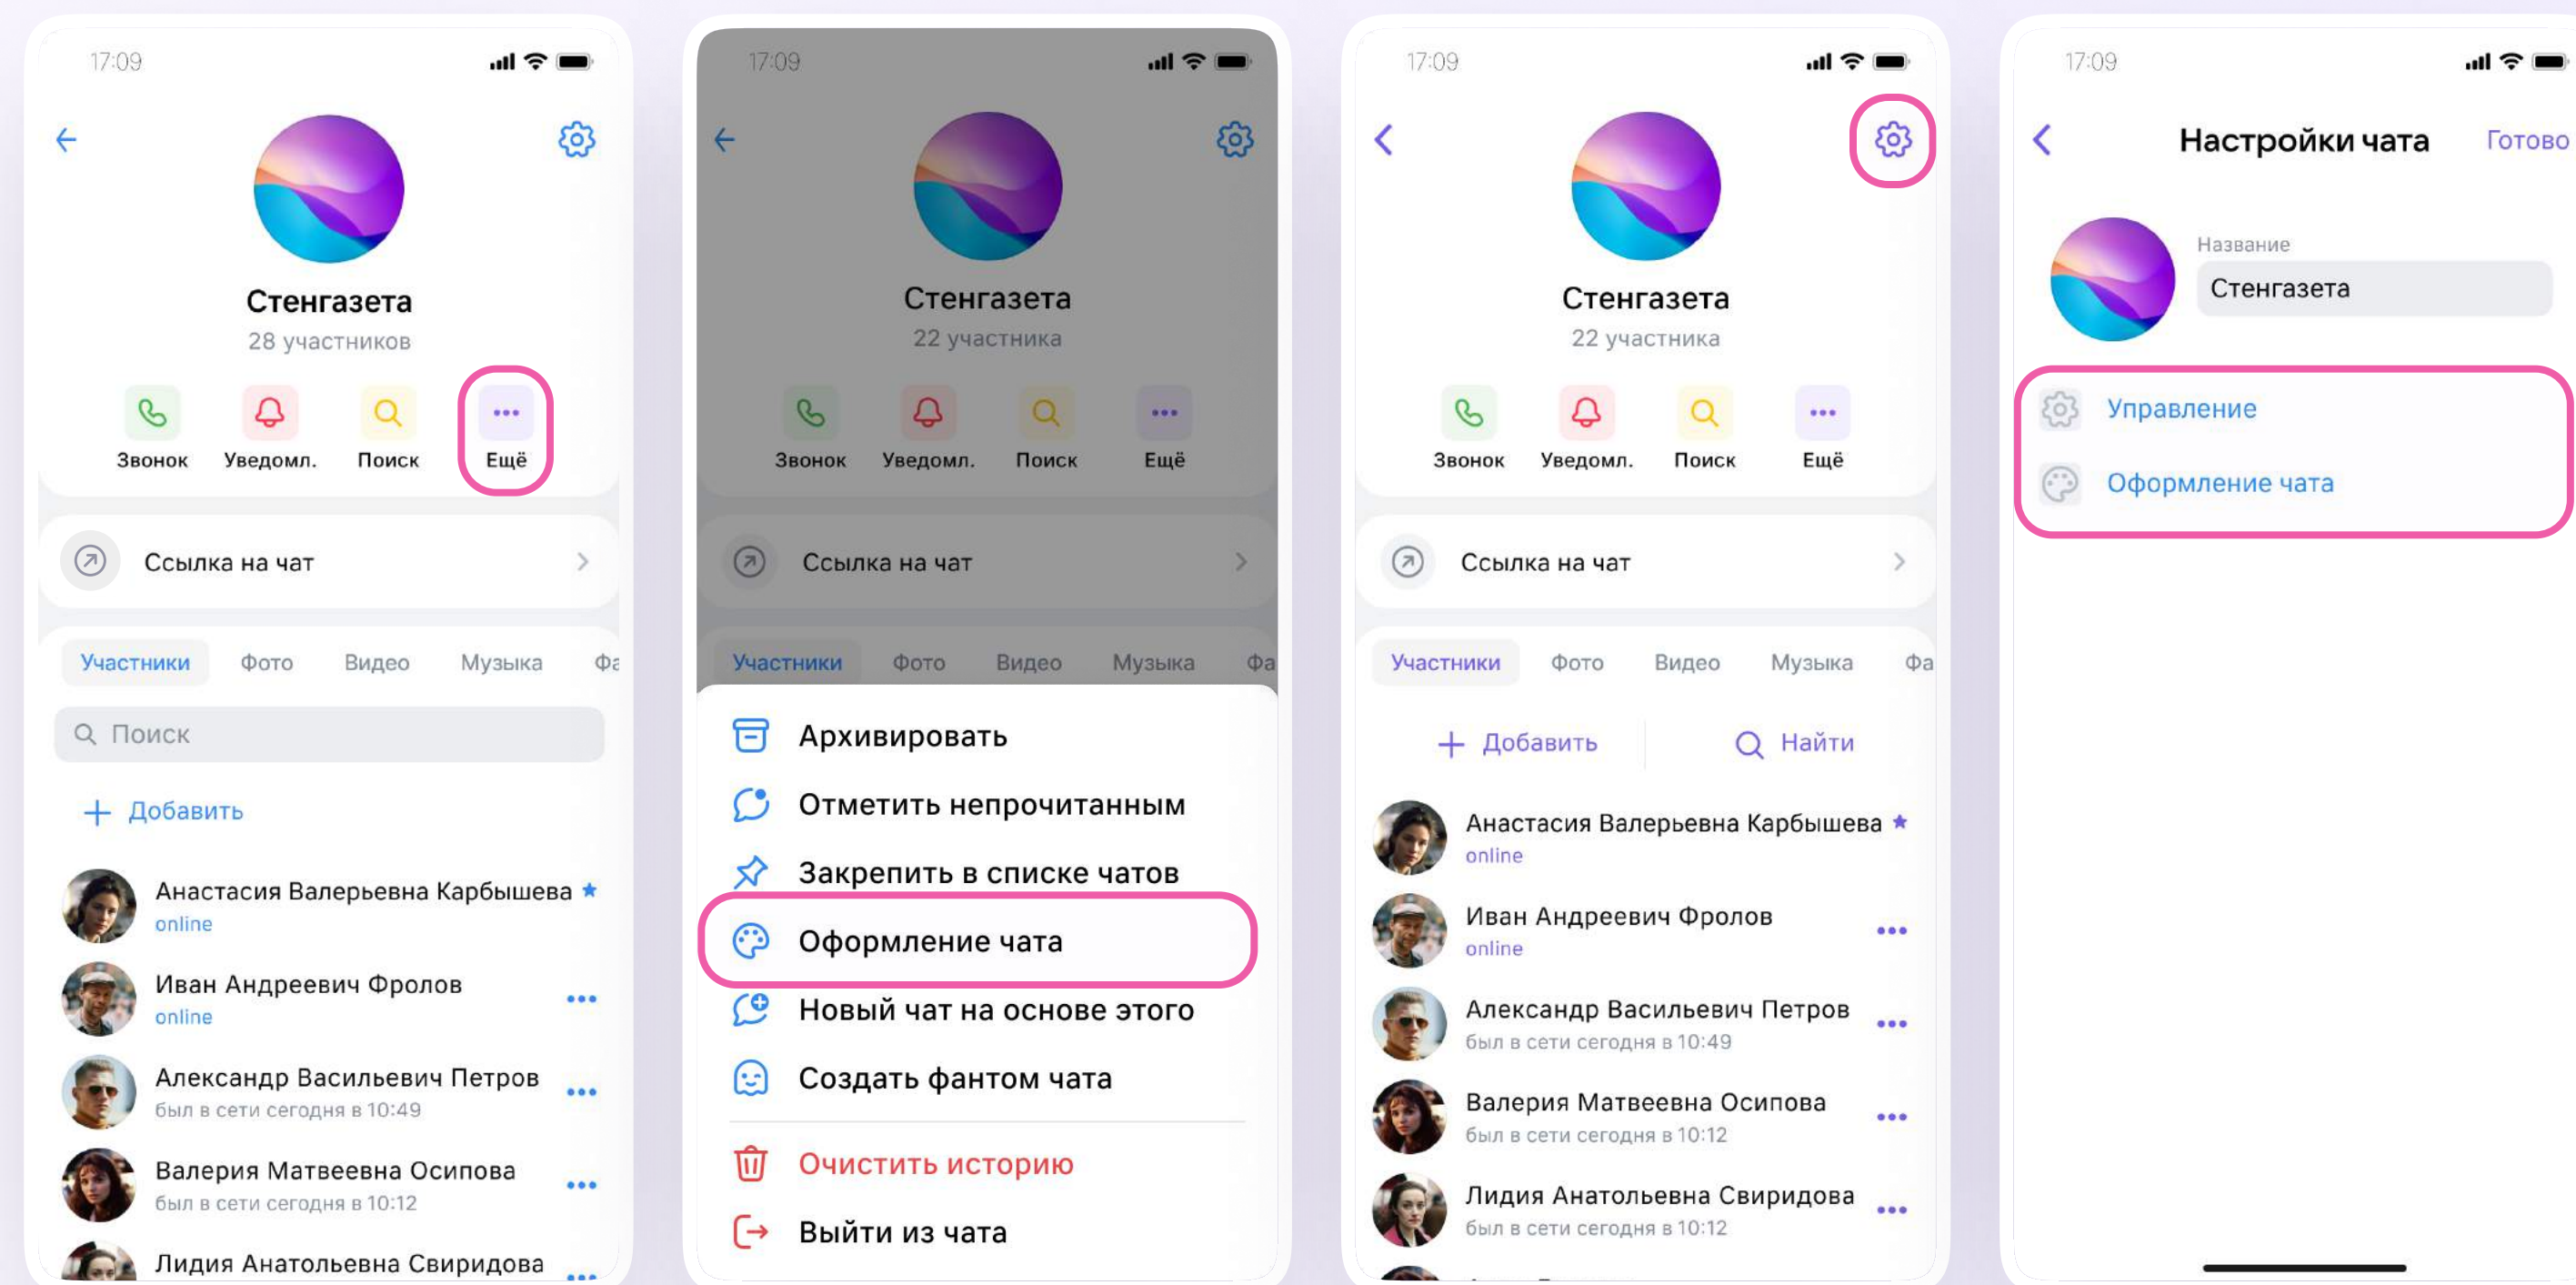 17:09
Стенгазета
28 участников
Звонок Уведомл. Поиск Ещё
Ссылка на чат
Участники Фото Видео Музыка Фа
Поиск
Добавить
Анастасия Валерьевна Карбышева
online
Иван Андреевич Фролов
online
Александр Васильевич Петров
был в сети сегодня в 10:49
Валерия Матвеевна Осипова
был в сети сегодня в 10:12
Лидия Анатольевна Свиридова
17:09
Стенгазета
22 участника
Звонок Уведомл. Поиск Ещё
Ссылка на чат
Участники Фото Видео Музыка Фа
Архивировать
Отметить непрочитанным
Закрепить в списке чатов
Оформление чата
Новый чат на основе этого
Создать фантом чата
Очистить историю
Выйти из чата
17:09
Стенгазета
22 участника
Звонок Уведомл. Поиск Ещё
Ссылка на чат
Участники Фото Видео Музыка Фа
Добавить Найти
Анастасия Валерьевна Карбышева
online
Иван Андреевич Фролов
online
Александр Васильевич Петров
был в сети сегодня в 10:49
Валерия Матвеевна Осипова
был в сети сегодня в 10:12
Лидия Анатольевна Свиридова
был в сети сегодня в 10:12
17:09
Настройки чата Готово
Название
Стенгазета
Управление
Оформление чата